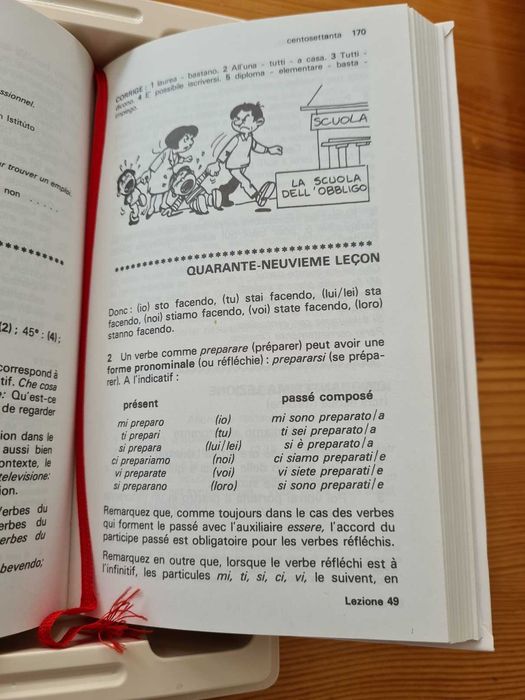 ssionnel.
Istitùto
ur trouver un emploi.
non . . . . . .
(2) ; 45° : (4) ;
correspond à
tif. Che cosa
e: Qu'est-ce
de regarder
ion dans le
aussi bien
ontexte, le
televisione:
ion.
Verbes du
erbes du
erbes du
bevendo;
centosettanta 170
CORRIGE : 1 laurea - bastano. 2 All'una - tutti - a casa. 3 Tutti -
dicono. 4 E' possibile iscriversi. 5 diploma - elementare - basta -
impiego.
SCUOLA
LA SCUOLA
DELL'OBBLIGO
****************************************
QUARANTE-NEUVIEME LEÇON
Donc : (io) sto facendo, (tu) stai facendo, (lui/lei) sta
facendo, (noi) stiamo facendo, (voi) state facendo, (loro)
stanno facendo.
2 Un verbe comme preparare (préparer) peut avoir une
forme pronominale (ou réfléchie) : prepararsi (se prépa-
rer). A l'indicatif :
présent passé composé
mi preparo (io) mi sono preparato/a
ti prepari (tu) ti sei preparato/a
si prepara (lui/lei) si è preparato/a
ci prepariamo (noi) ci siamo preparati/e
vi preparate (voi) vi siete preparati/e
si preparano (loro) si sono preparati/e
Remarquez que, comme toujours dans le cas des verbes
qui forment le passé avec l'auxiliaire essere, l'accord du
participe passé est obligatoire pour les verbes réfléchis.
Remarquez en outre que, lorsque le verbe réfléchi est à
l'infinitif, les particules mi, ti, si, ci, vi, le suivent, en
Lezione 49